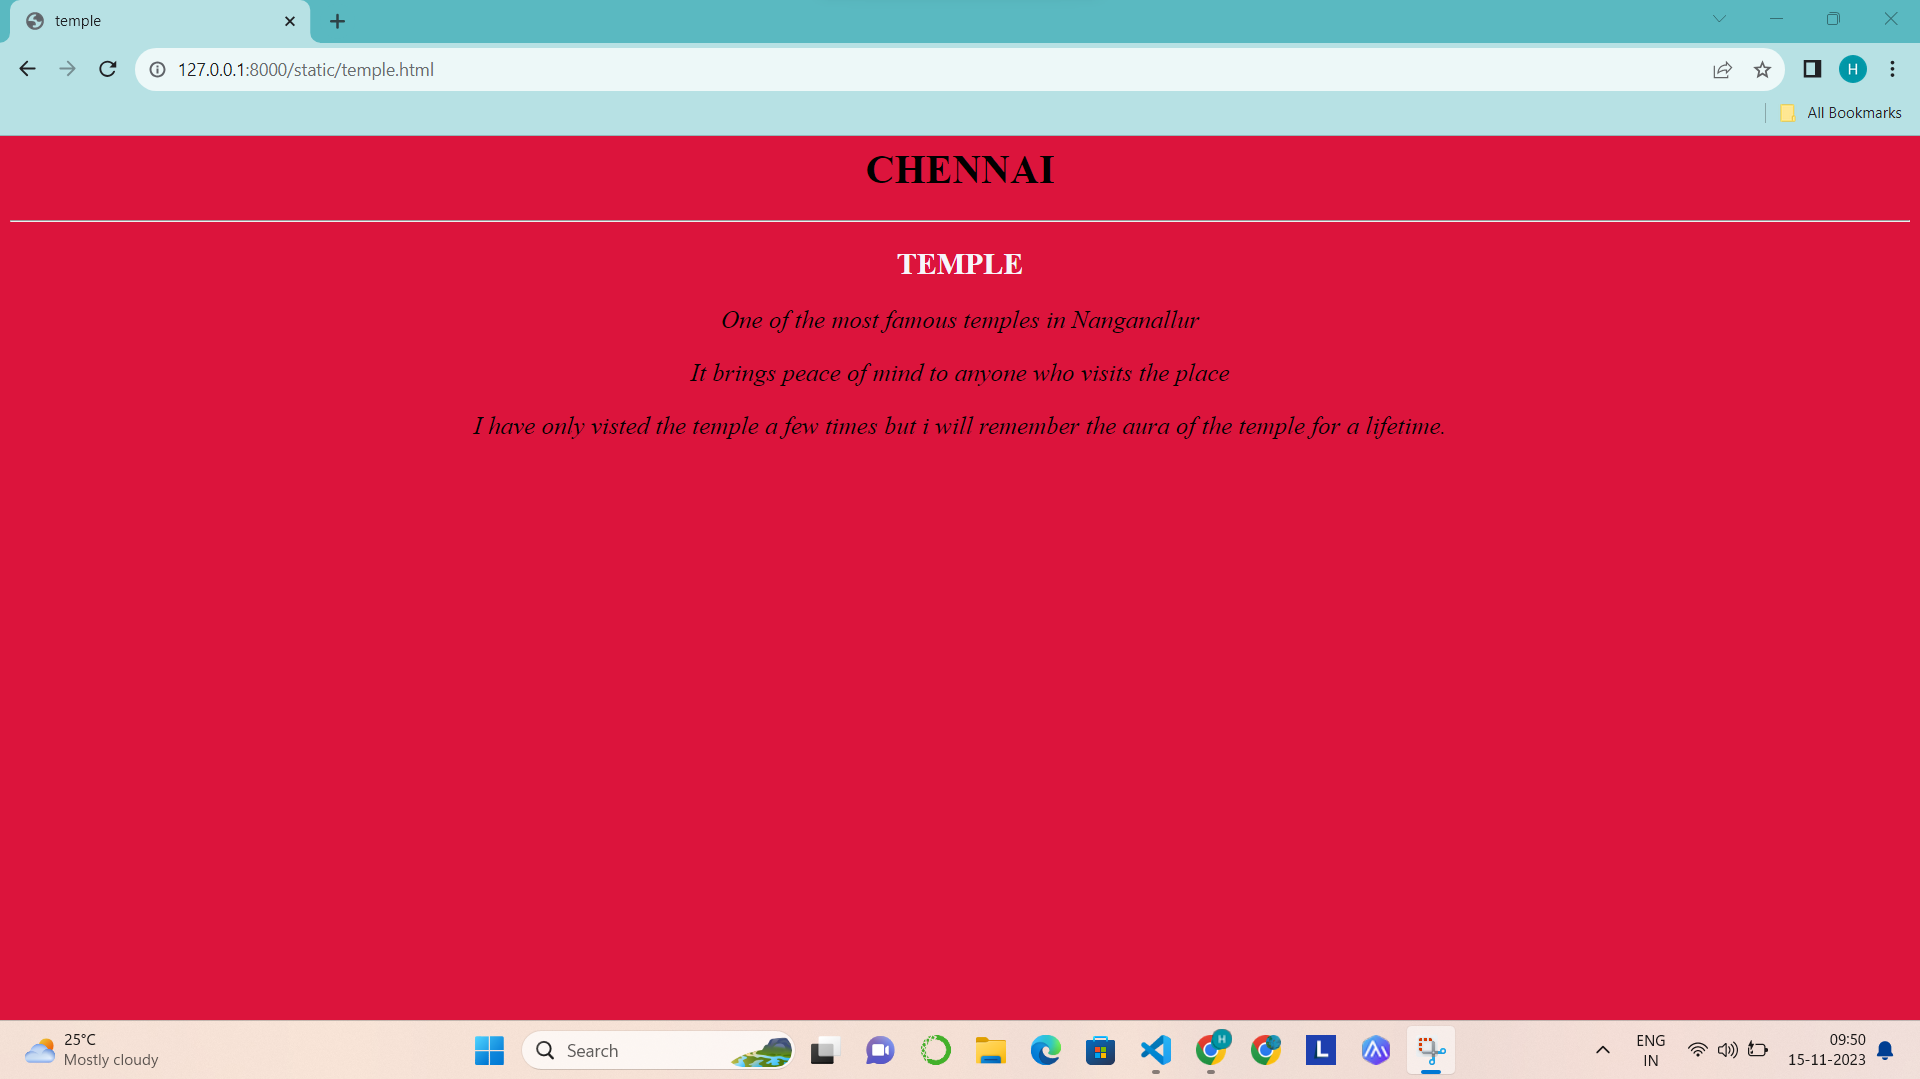 temple
127.0.0.1:8000/static/temple.html
H
All Bookmarks
CHENNAI
TEMPLE
One of the most famous temples in Nanganallur
It brings peace of mind to anyone who visits the place
I have only visted the temple a few times but i will remember the aura of the temple for a lifetime.
25°C
Mostly cloudy
Search
H
L
ENG
IN
09:50
15-11-2023